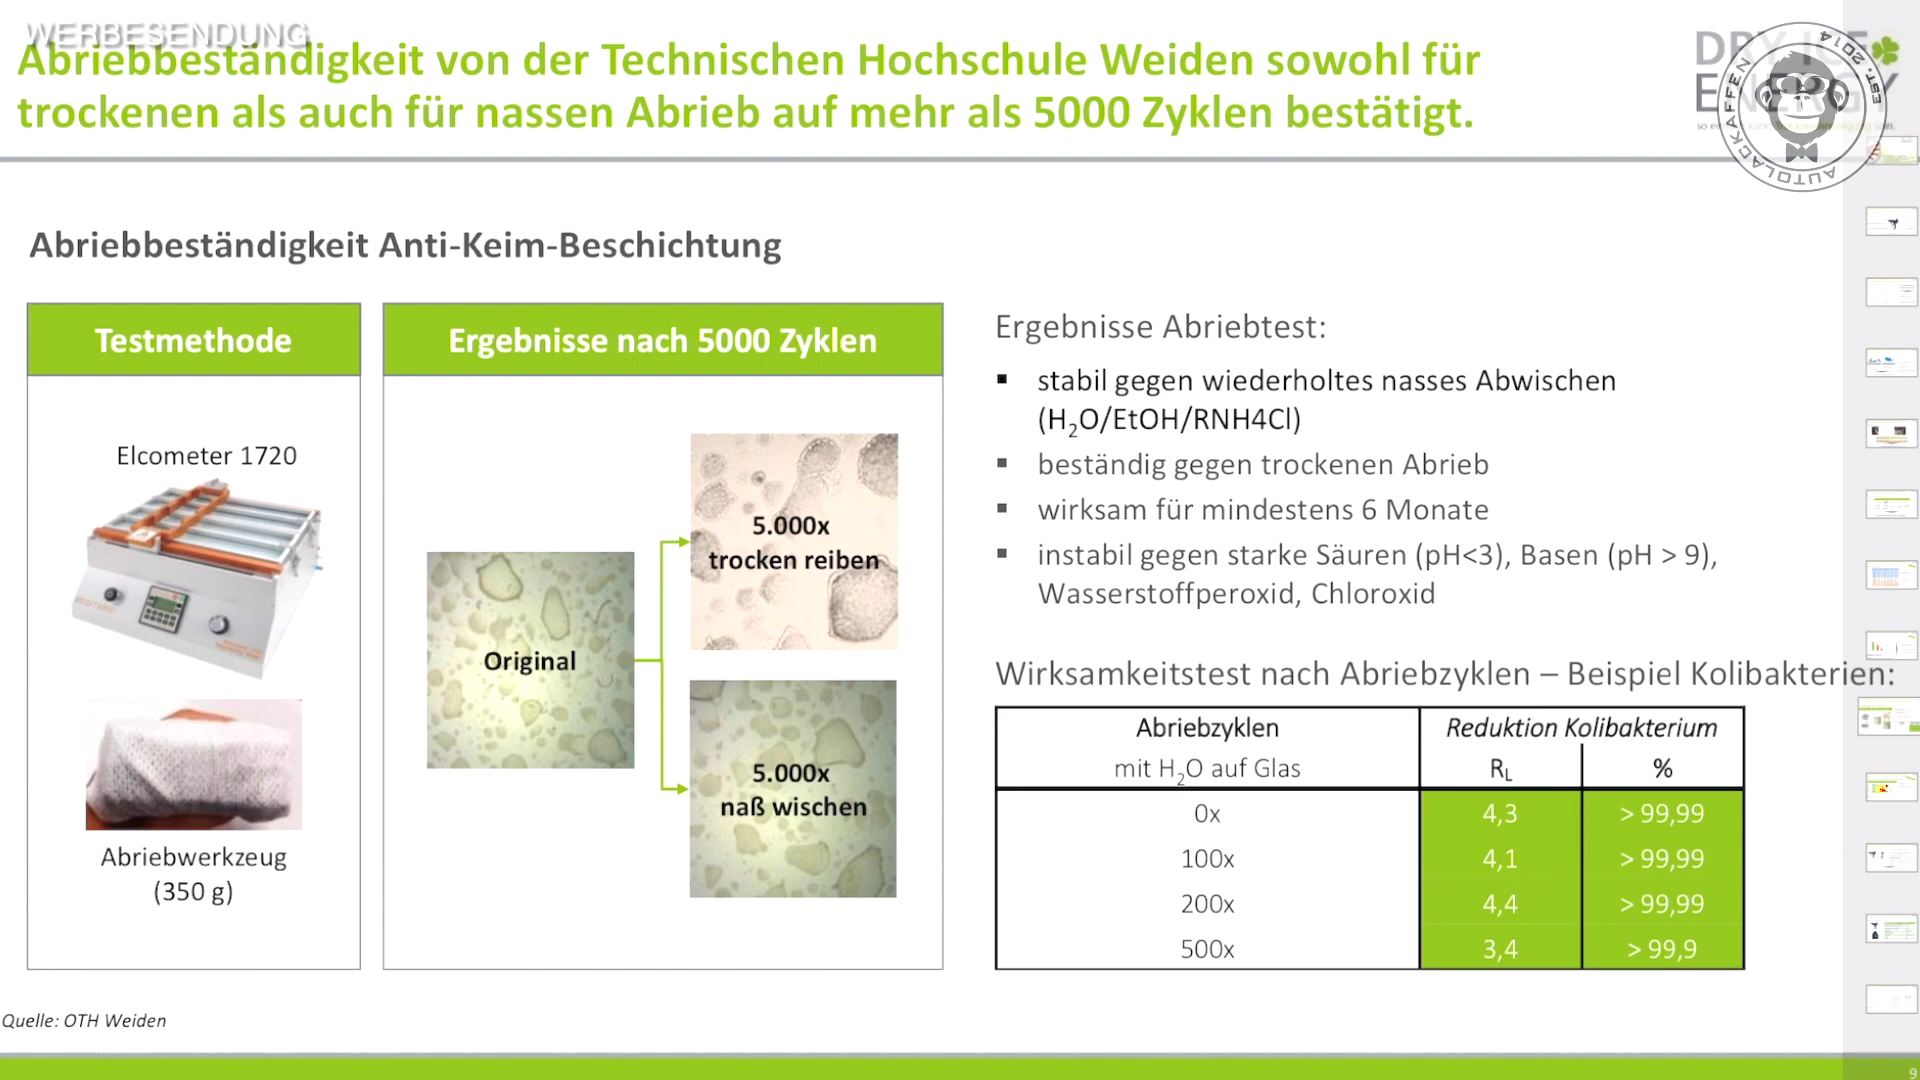 WERBESENDUNG
Abriebbeständigkeit von der Technischen Hochschule Weiden sowohl für
trockenen als auch für nassen Abrieb auf mehr als 5000 Zyklen bestätigt.
AUTOLACKAFFEN EST. 2014
Abriebbeständigkeit Anti-Keim-Beschichtung
Testmethode
Elcometer 1720
Abriebwerkzeug
(350 g)
Ergebnisse nach 5000 Zyklen
Original
5.000x
trocken reiben
5.000x
naß wischen
Ergebnisse Abriebtest:
▪ stabil gegen wiederholtes nasses Abwischen
(H₂O/EtOH/RNH4Cl)
▪ beständig gegen trockenen Abrieb
▪ wirksam für mindestens 6 Monate
▪ instabil gegen starke Säuren (pH<3), Basen (pH > 9),
Wasserstoffperoxid, Chloroxid
Wirksamkeitstest nach Abriebzyklen – Beispiel Kolibakterien:
Abriebzyklen Reduktion Kolibakterium
mit H₂O auf Glas R_L %
0x 4,3 > 99,99
100x 4,1 > 99,99
200x 4,4 > 99,99
500x 3,4 > 99,9
Quelle: OTH Weiden
9